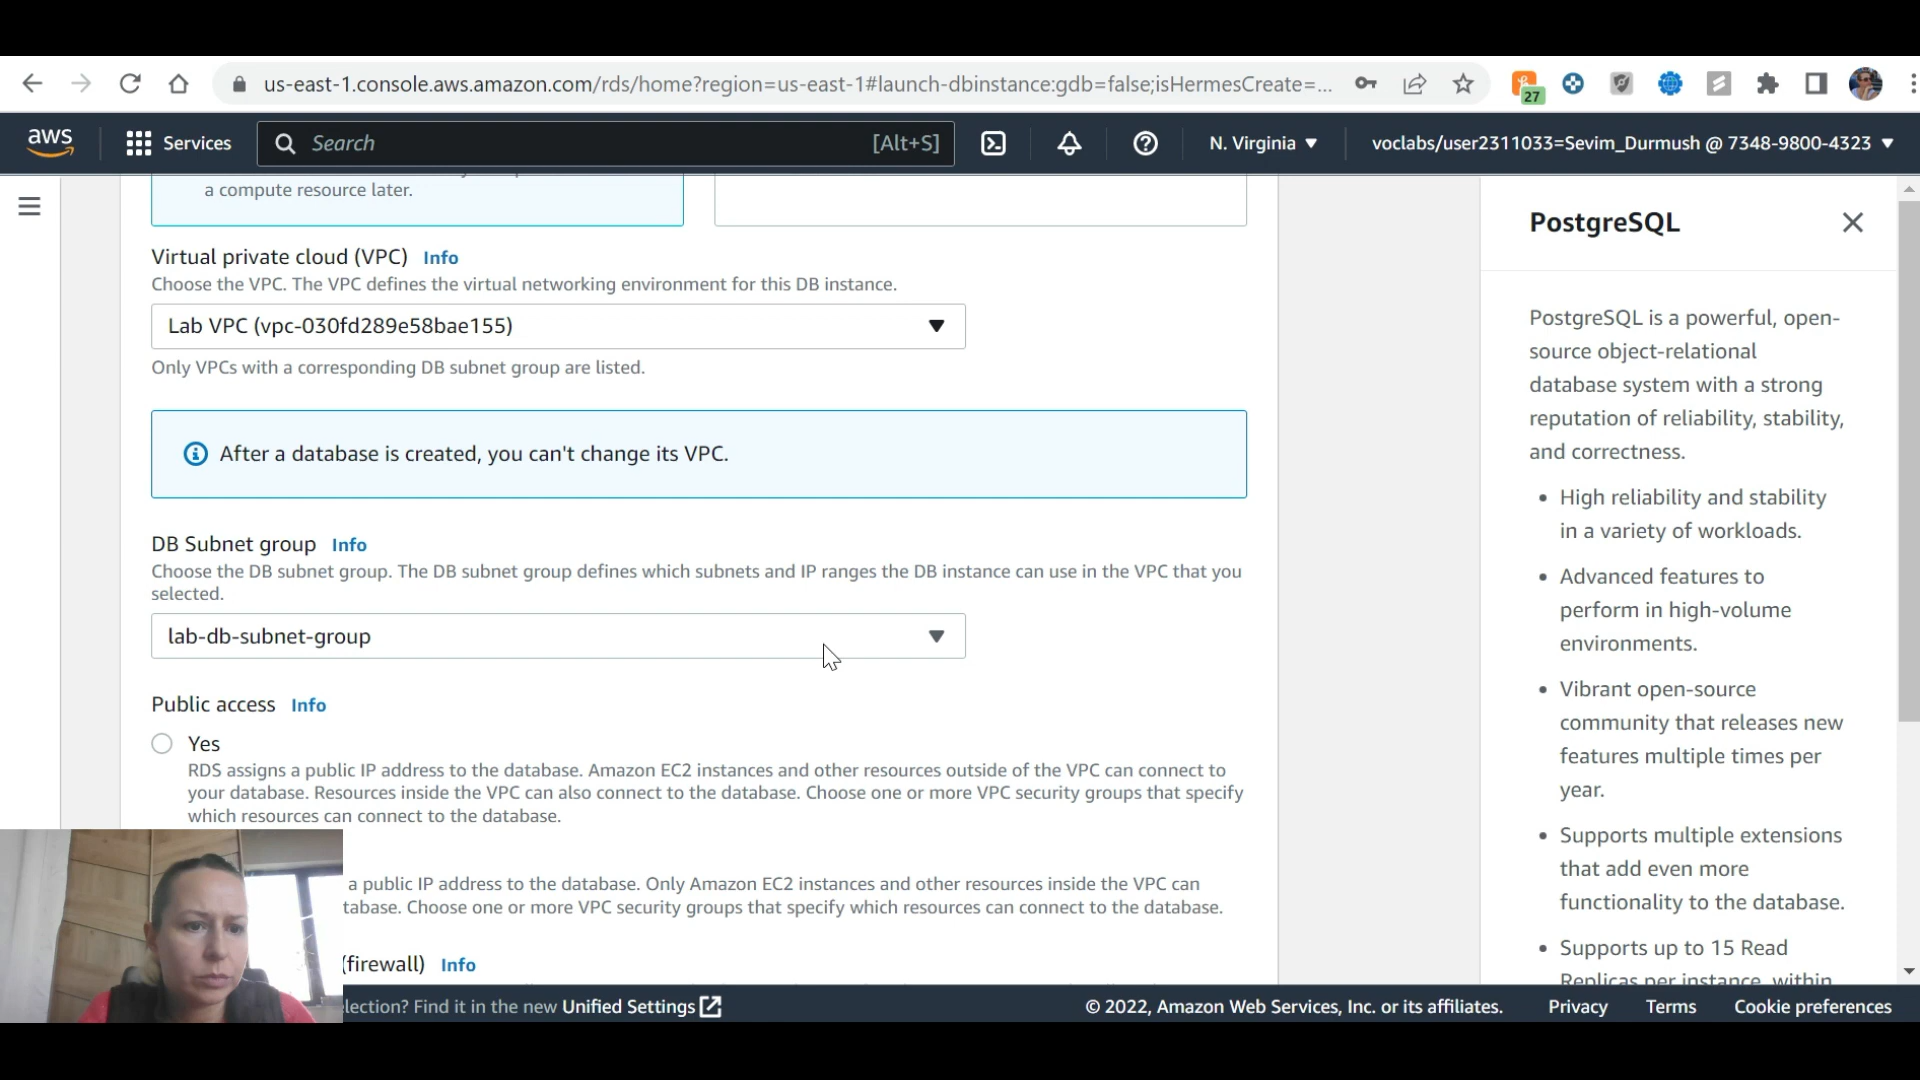 us-east-1.console.aws.amazon.com/rds/home?region=us-east-1#launch-dbinstance:gdb=false;isHermesCreate=...
27
aws
Services
Search
[Alt+S]
N. Virginia ▼
voclabs/user2311033=Sevim_Durmush @ 7348-9800-4323 ▼
a compute resource later.
Virtual private cloud (VPC) Info
Choose the VPC. The VPC defines the virtual networking environment for this DB instance.
Lab VPC (vpc-030fd289e58bae155)
Only VPCs with a corresponding DB subnet group are listed.
After a database is created, you can't change its VPC.
DB Subnet group Info
Choose the DB subnet group. The DB subnet group defines which subnets and IP ranges the DB instance can use in the VPC that you
selected.
lab-db-subnet-group
Public access Info
Yes
RDS assigns a public IP address to the database. Amazon EC2 instances and other resources outside of the VPC can connect to
your database. Resources inside the VPC can also connect to the database. Choose one or more VPC security groups that specify
which resources can connect to the database.
a public IP address to the database. Only Amazon EC2 instances and other resources inside the VPC can
tabase. Choose one or more VPC security groups that specify which resources can connect to the database.
(firewall) Info
PostgreSQL
PostgreSQL is a powerful, open-
source object-relational
database system with a strong
reputation of reliability, stability,
and correctness.
• High reliability and stability
in a variety of workloads.
• Advanced features to
perform in high-volume
environments.
• Vibrant open-source
community that releases new
features multiple times per
year.
• Supports multiple extensions
that add even more
functionality to the database.
• Supports up to 15 Read
Replicas per instance, within
lection? Find it in the new Unified Settings
© 2022, Amazon Web Services, Inc. or its affiliates.
Privacy
Terms
Cookie preferences